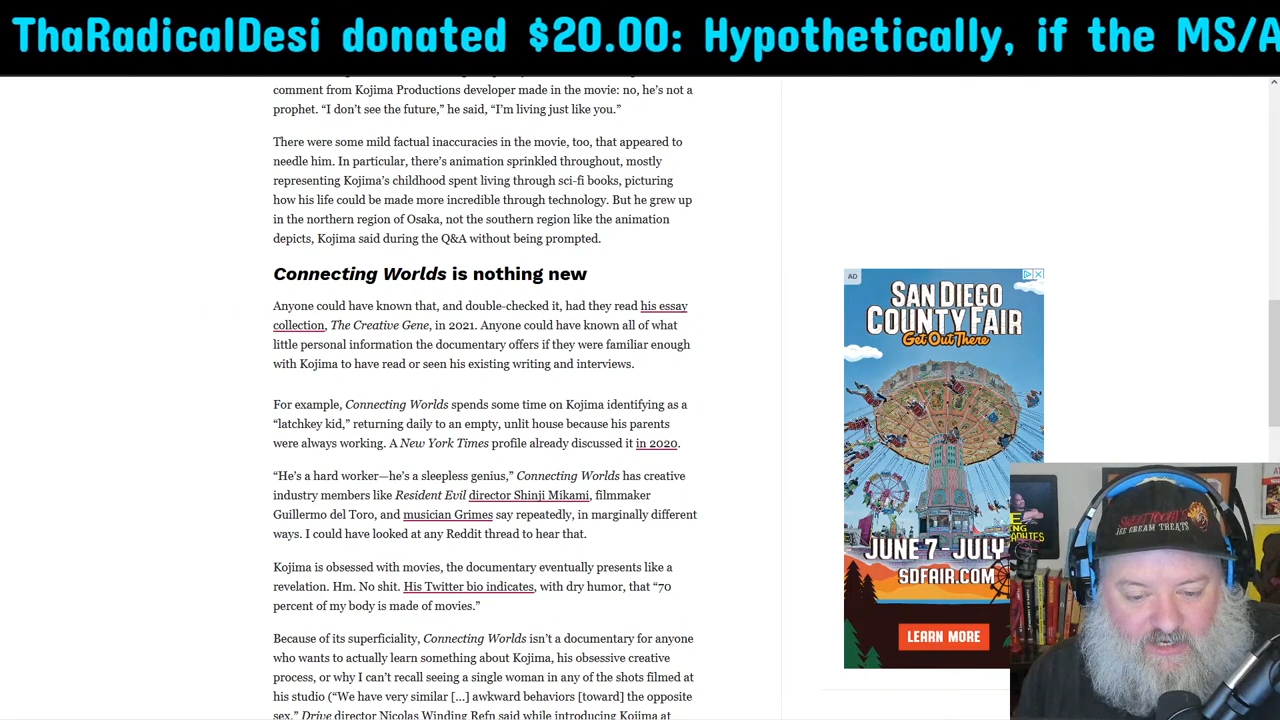 ThaRadicalDesi donated $20.00: Hypothetically, if the MS/A
comment from Kojima Productions developer made in the movie: no, he's not a
prophet. “I don't see the future,” he said, “I'm living just like you.”
There were some mild factual inaccuracies in the movie, too, that appeared to
needle him. In particular, there's animation sprinkled throughout, mostly
representing Kojima's childhood spent living through sci-fi books, picturing
how his life could be made more incredible through technology. But he grew up
in the northern region of Osaka, not the southern region like the animation
depicts, Kojima said during the Q&A without being prompted.
Connecting Worlds is nothing new
Anyone could have known that, and double-checked it, had they read his essay
collection, The Creative Gene, in 2021. Anyone could have known all of what
little personal information the documentary offers if they were familiar enough
with Kojima to have read or seen his existing writing and interviews.
For example, Connecting Worlds spends some time on Kojima identifying as a
“latchkey kid,” returning daily to an empty, unlit house because his parents
were always working. A New York Times profile already discussed it in 2020.
“He's a hard worker—he's a sleepless genius,” Connecting Worlds has creative
industry members like Resident Evil director Shinji Mikami, filmmaker
Guillermo del Toro, and musician Grimes say repeatedly, in marginally different
ways. I could have looked at any Reddit thread to hear that.
Kojima is obsessed with movies, the documentary eventually presents like a
revelation. Hm. No shit. His Twitter bio indicates, with dry humor, that “70
percent of my body is made of movies.”
Because of its superficiality, Connecting Worlds isn't a documentary for anyone
who wants to actually learn something about Kojima, his obsessive creative
process, or why I can't recall seeing a single woman in any of the shots filmed at
his studio (“We have very similar [...] awkward behaviors [toward] the opposite
sex,” Drive director Nicolas Winding Refn said while introducing Kojima at
AD
SAN DIEGO
COUNTY FAIR
Get Out There
JUNE 7 - JULY
SDFAIR.COM
LEARN MORE
ICE CREAM TREATS